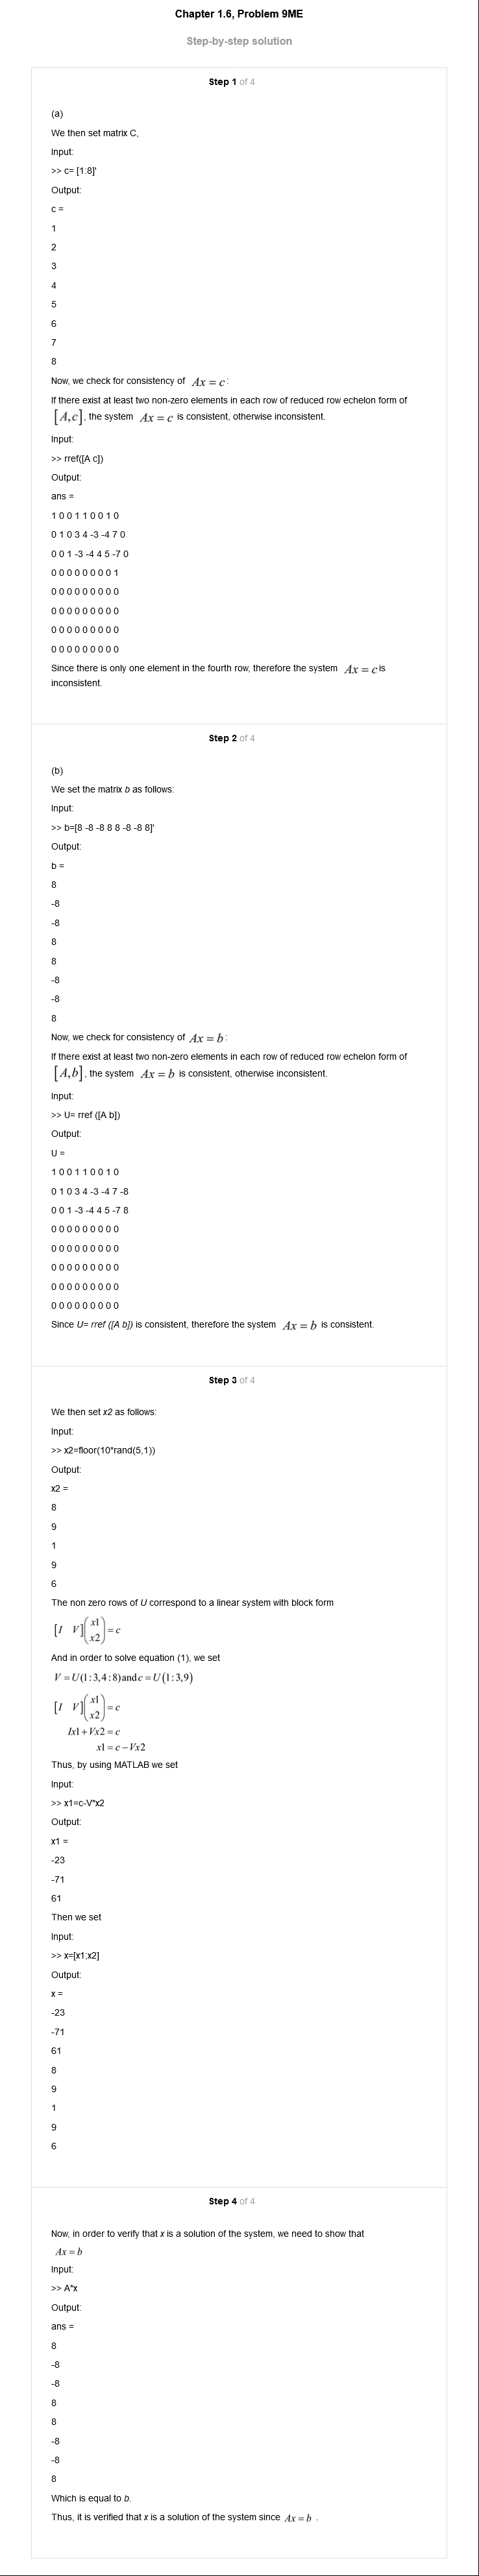 Chapter 1.6, Problem 9ME
Step-by-step solution
Step 1 of 4
(a)
We then set matrix C,
Input:
>> c= [1:8]'
Output:
c =
1
2
3
4
5
6
7
8
Now, we check for consistency of Ax = c :
If there exist at least two non-zero elements in each row of reduced row echelon form of
[A,c], the system Ax = c is consistent, otherwise inconsistent.
Input:
>> rref([A c])
Output:
ans =
1 0 0 1 1 0 0 1 0
0 1 0 3 4 -3 -4 7 0
0 0 1 -3 -4 4 5 -7 0
0 0 0 0 0 0 0 0 1
0 0 0 0 0 0 0 0 0
0 0 0 0 0 0 0 0 0
0 0 0 0 0 0 0 0 0
0 0 0 0 0 0 0 0 0
Since there is only one element in the fourth row, therefore the system Ax = c is
inconsistent.
Step 2 of 4
(b)
We set the matrix b as follows:
Input:
>> b=[8 -8 -8 8 8 -8 -8 8]'
Output:
b =
8
-8
-8
8
8
-8
-8
8
Now, we check for consistency of Ax = b :
If there exist at least two non-zero elements in each row of reduced row echelon form of
[A,b], the system Ax = b is consistent, otherwise inconsistent.
Input:
>> U= rref ([A b])
Output:
U =
1 0 0 1 1 0 0 1 0
0 1 0 3 4 -3 -4 7 -8
0 0 1 -3 -4 4 5 -7 8
0 0 0 0 0 0 0 0 0
0 0 0 0 0 0 0 0 0
0 0 0 0 0 0 0 0 0
0 0 0 0 0 0 0 0 0
0 0 0 0 0 0 0 0 0
Since U= rref ([A b]) is consistent, therefore the system Ax = b is consistent.
Step 3 of 4
We then set x2 as follows:
Input:
>> x2=floor(10*rand(5,1))
Output:
x2 =
8
9
1
9
6
The non zero rows of U correspond to a linear system with block form
[I V](x1
x2) = c
And in order to solve equation (1), we set
V = U(1:3,4:8)and c = U(1:3,9)
[I V](x1
x2) = c
Ix1 + Vx2 = c
x1 = c − Vx2
Thus, by using MATLAB we set
Input:
>> x1=c-V*x2
Output:
x1 =
-23
-71
61
Then we set
Input:
>> x=[x1;x2]
Output:
x =
-23
-71
61
8
9
1
9
6
Step 4 of 4
Now, in order to verify that x is a solution of the system, we need to show that
Ax = b
Input:
>> A*x
Output:
ans =
8
-8
-8
8
8
-8
-8
8
Which is equal to b.
Thus, it is verified that x is a solution of the system since Ax = b .